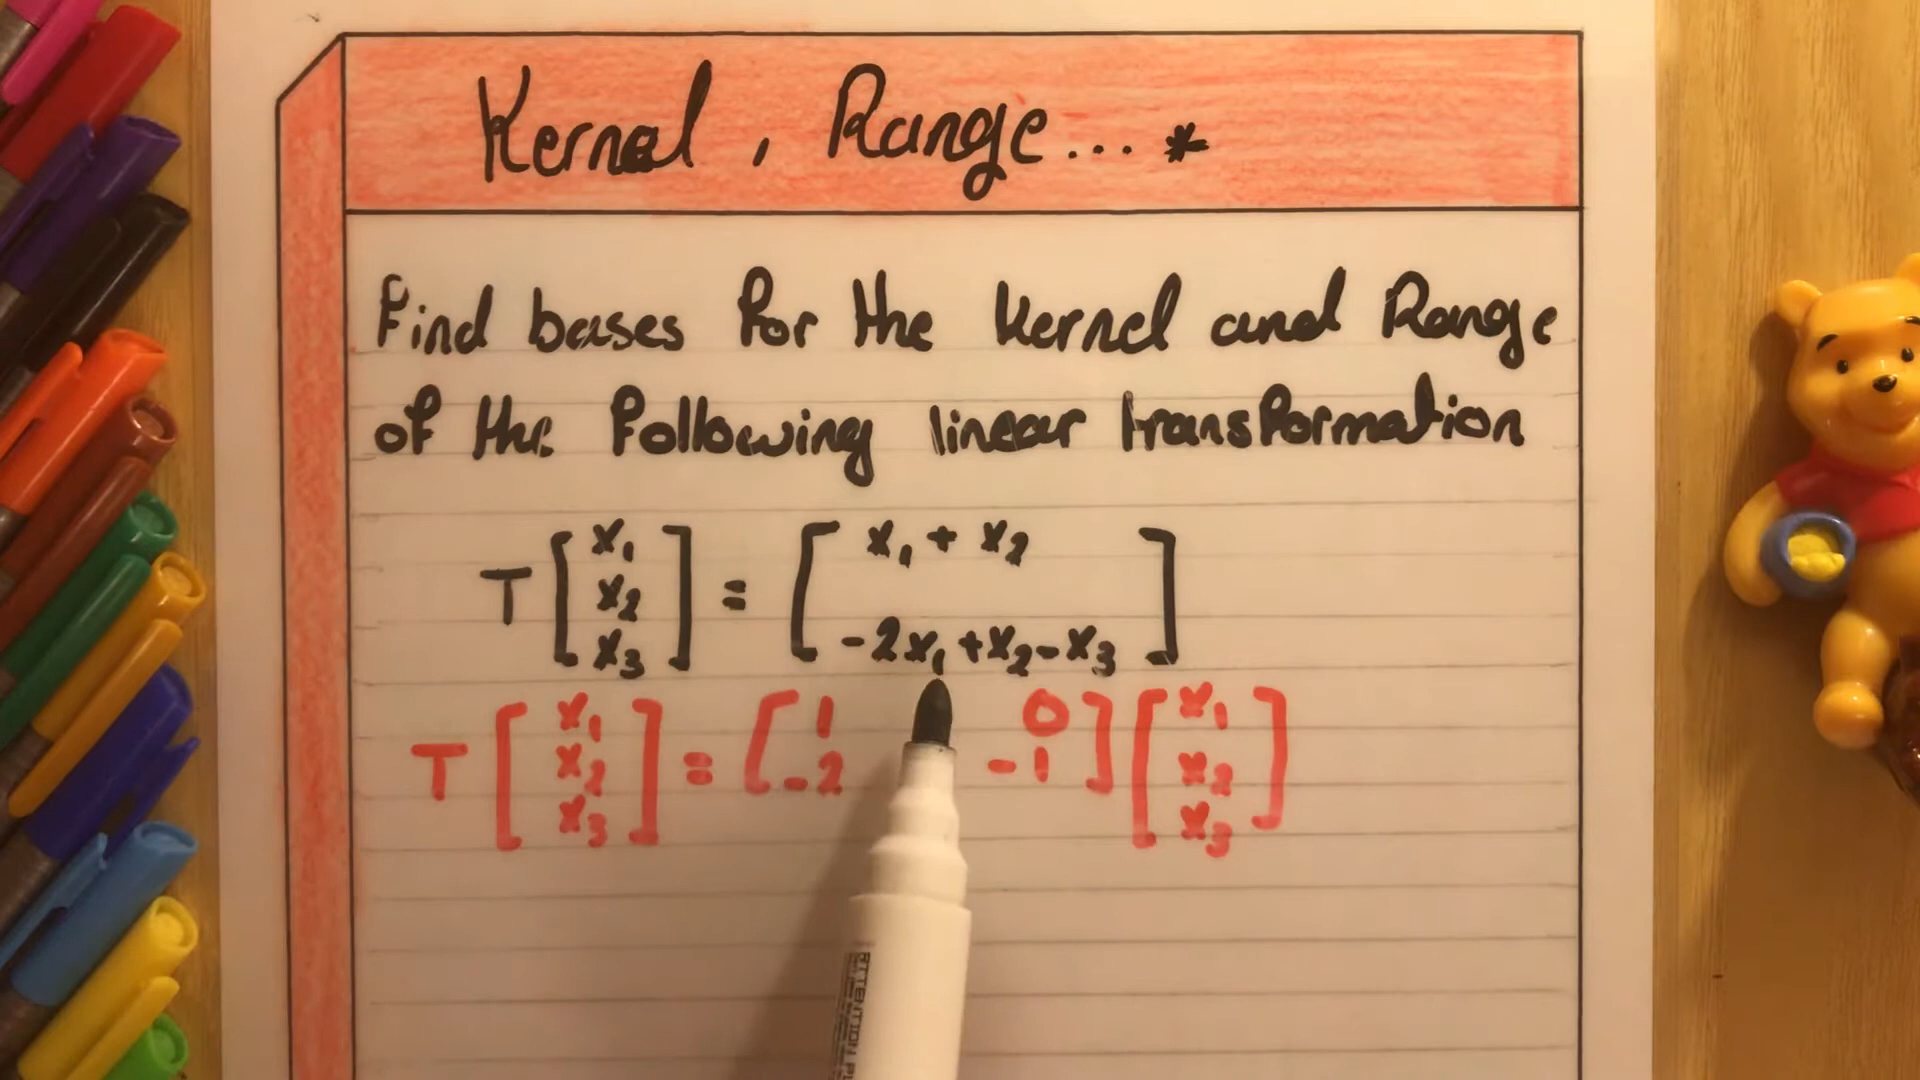 Kernel, Range... *
Find bases for the Kernel and Range
of the following linear transformation
T [x₁ x₂ x₃] = [x₁ + x₂ -2x₁ + x₂ - x₃]
T [x₁ x₂ x₃] = [1 0 -2 -1] [x₁ x₂ x₃]